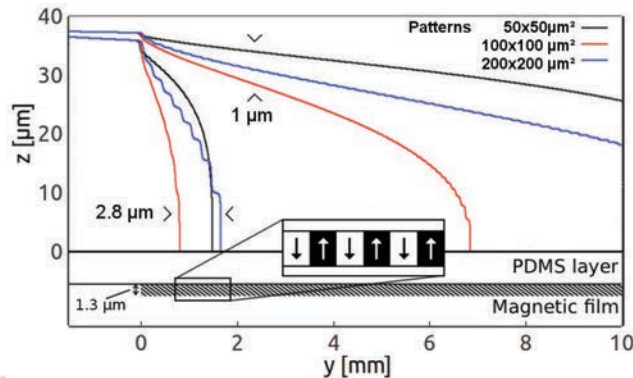 40
30
20
10
0
z [µm]
Patterns 50x50µm²
100x100 µm²
200x200 µm²
1 µm
2.8 µm
PDMS layer
1.3 µm
Magnetic film
0 2 4 6 8 10
y [mm]